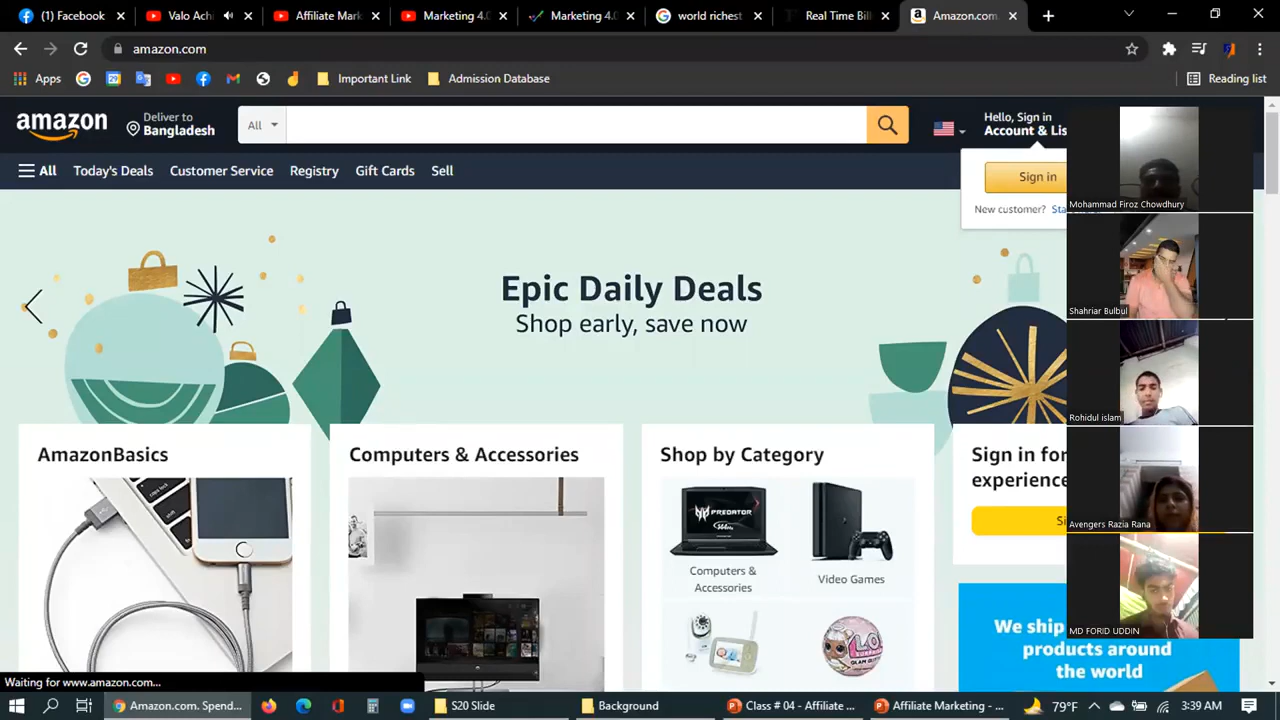 (1) Facebook
Valo Ach
Affiliate Mark
Marketing 4.0
Marketing 4.0
world richest
Real Time Bill
Amazon.com.
amazon.com
Apps
Important Link
Admission Database
Reading list
amazon
Deliver to
Bangladesh
All
Hello, Sign in
Account & Lis
All
Today's Deals
Customer Service
Registry
Gift Cards
Sell
Sign in
New customer? Sta
Epic Daily Deals
Shop early, save now
AmazonBasics
Computers & Accessories
Shop by Category
PREDATOR
Computers &
Accessories
Video Games
Sign in for
experience
Si
We ship
products around
the world
Mohammad Firoz Chowdhury
Shahriar Bulbul
Rohidul islam
Avengers Razia Rana
MD FORID UDDIN
Waiting for www.amazon.com...
Amazon.com. Spend...
S20 Slide
Background
Class # 04 - Affiliate ...
Affiliate Marketing - ...
79°F
3:39 AM